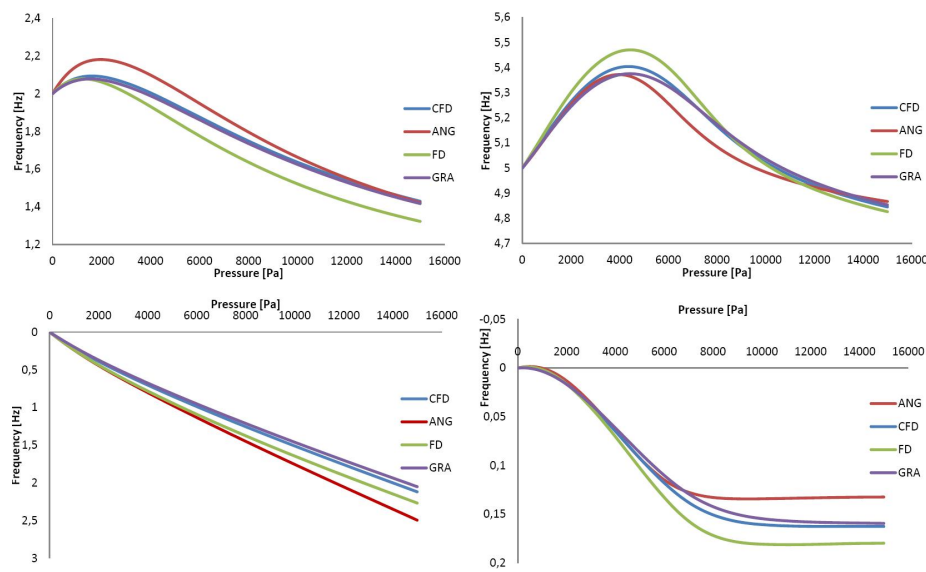 2,4
2,2
2
1,8
1,6
1,4
1,2
Frequency [Hz]
0 2000 4000 6000 8000 10000 12000 14000 16000
Pressure [Pa]
CFD
ANG
FD
GRA
5,6
5,5
5,4
5,3
5,2
5,1
5
4,9
4,8
4,7
Frequency [Hz]
0 2000 4000 6000 8000 10000 12000 14000 16000
Pressure [Pa]
CFD
ANG
FD
GRA
Pressure [Pa]
0 2000 4000 6000 8000 10000 12000 14000 16000
0
0,5
1
1,5
2
2,5
3
Frequency [Hz]
CFD
ANG
FD
GRA
Pressure [Pa]
-0,05
0 2000 4000 6000 8000 10000 12000 14000 16000
0
0,05
0,1
0,15
0,2
Frequency [Hz]
ANG
CFD
FD
GRA